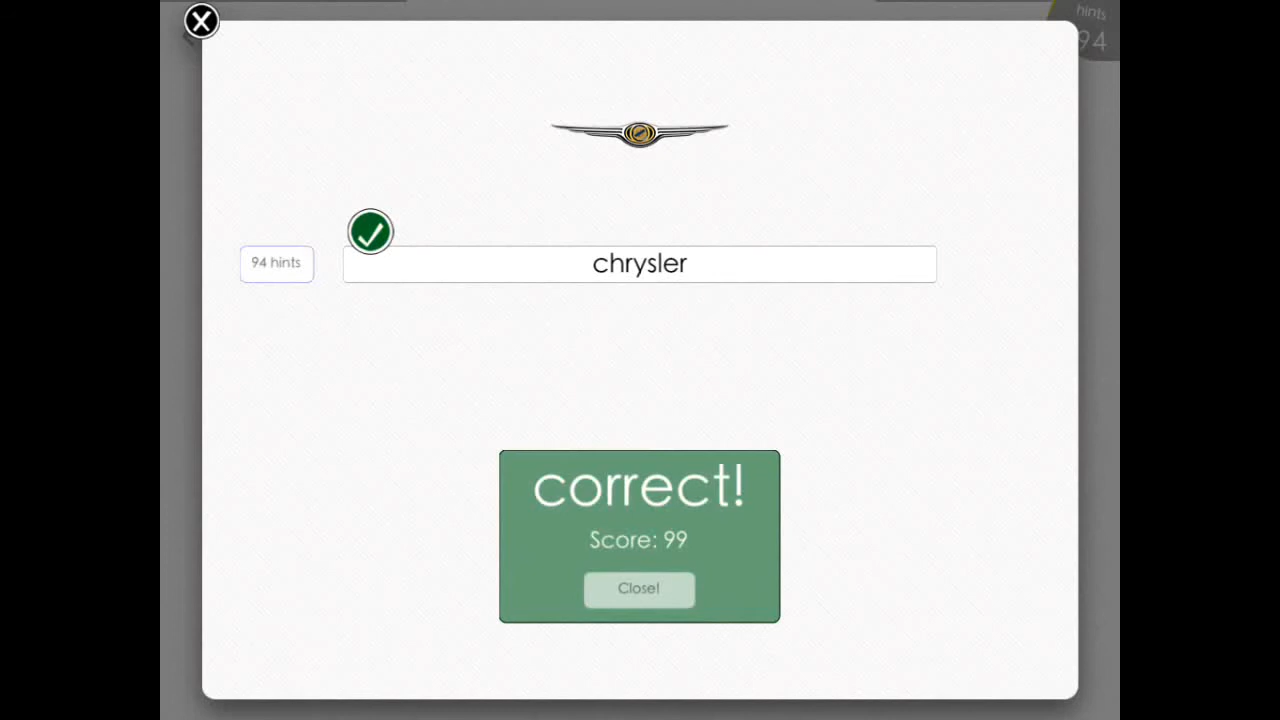 hints
94
94 hints
chrysler
correct!
Score: 99
Close!